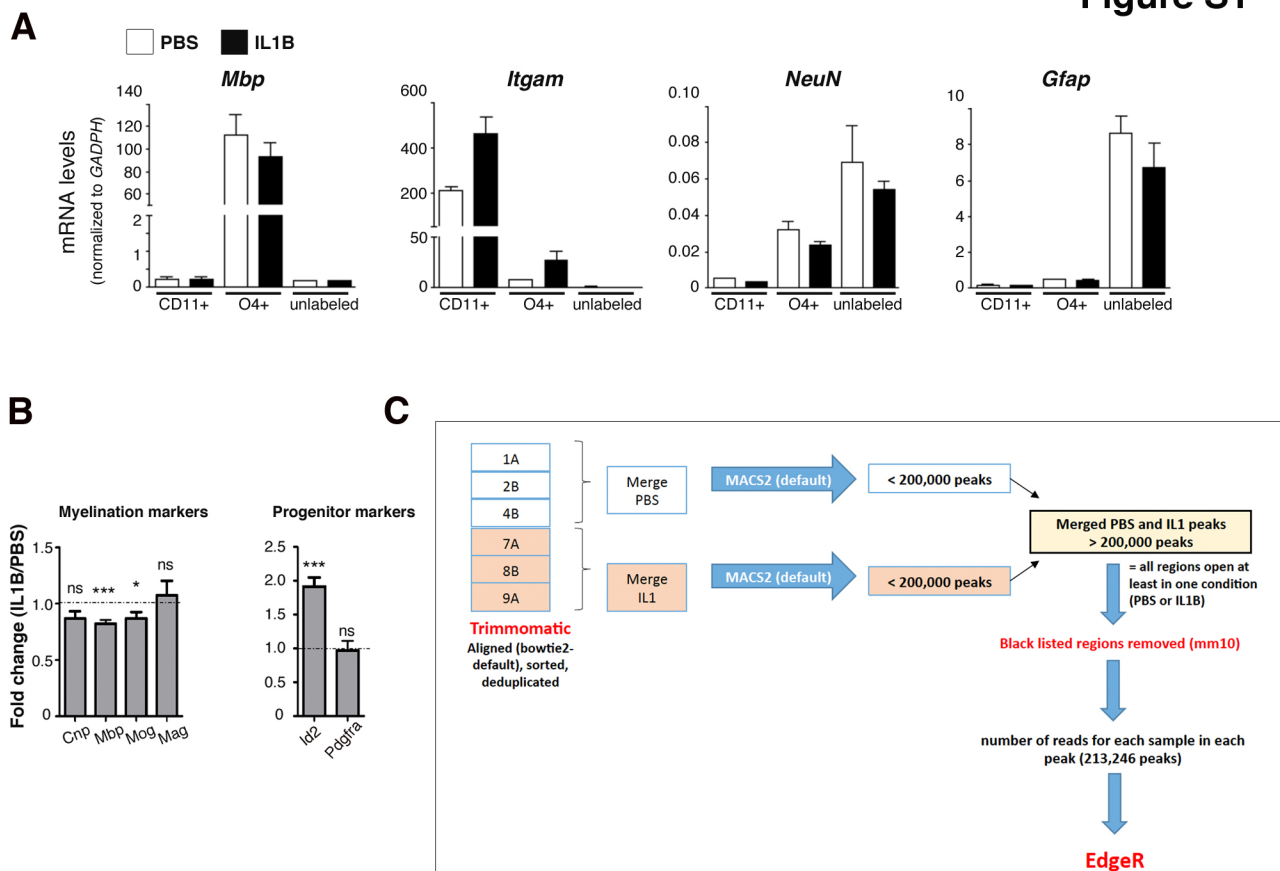 Figure S1
A
PBS
IL1B
mRNA levels
(normalized to GADPH)
Mbp
140
120
100
80
60
2
1
0
CD11+
O4+
unlabeled
Itgam
600
400
200
50
0
CD11+
O4+
unlabeled
NeuN
0.10
0.08
0.06
0.04
0.02
0
CD11+
O4+
unlabeled
Gfap
10
8
6
4
2
0
CD11+
O4+
unlabeled
B
Fold change (IL1B/PBS)
Myelination markers
1.5
1.0
0.5
0
ns
***
*
ns
Cnp
Mbp
Mog
Mag
Progenitor markers
2.5
2.0
1.5
1.0
0.5
0
***
ns
Id2
Pdgfra
C
1A
2B
4B
7A
8B
9A
Trimmomatic
Aligned (bowtie2-
default), sorted,
deduplicated
Merge
PBS
Merge
IL1
MACS2 (default)
MACS2 (default)
< 200,000 peaks
< 200,000 peaks
Merged PBS and IL1 peaks
> 200,000 peaks
= all regions open at
least in one condition
(PBS or IL1B)
Black listed regions removed (mm10)
number of reads for each sample in each
peak (213,246 peaks)
EdgeR